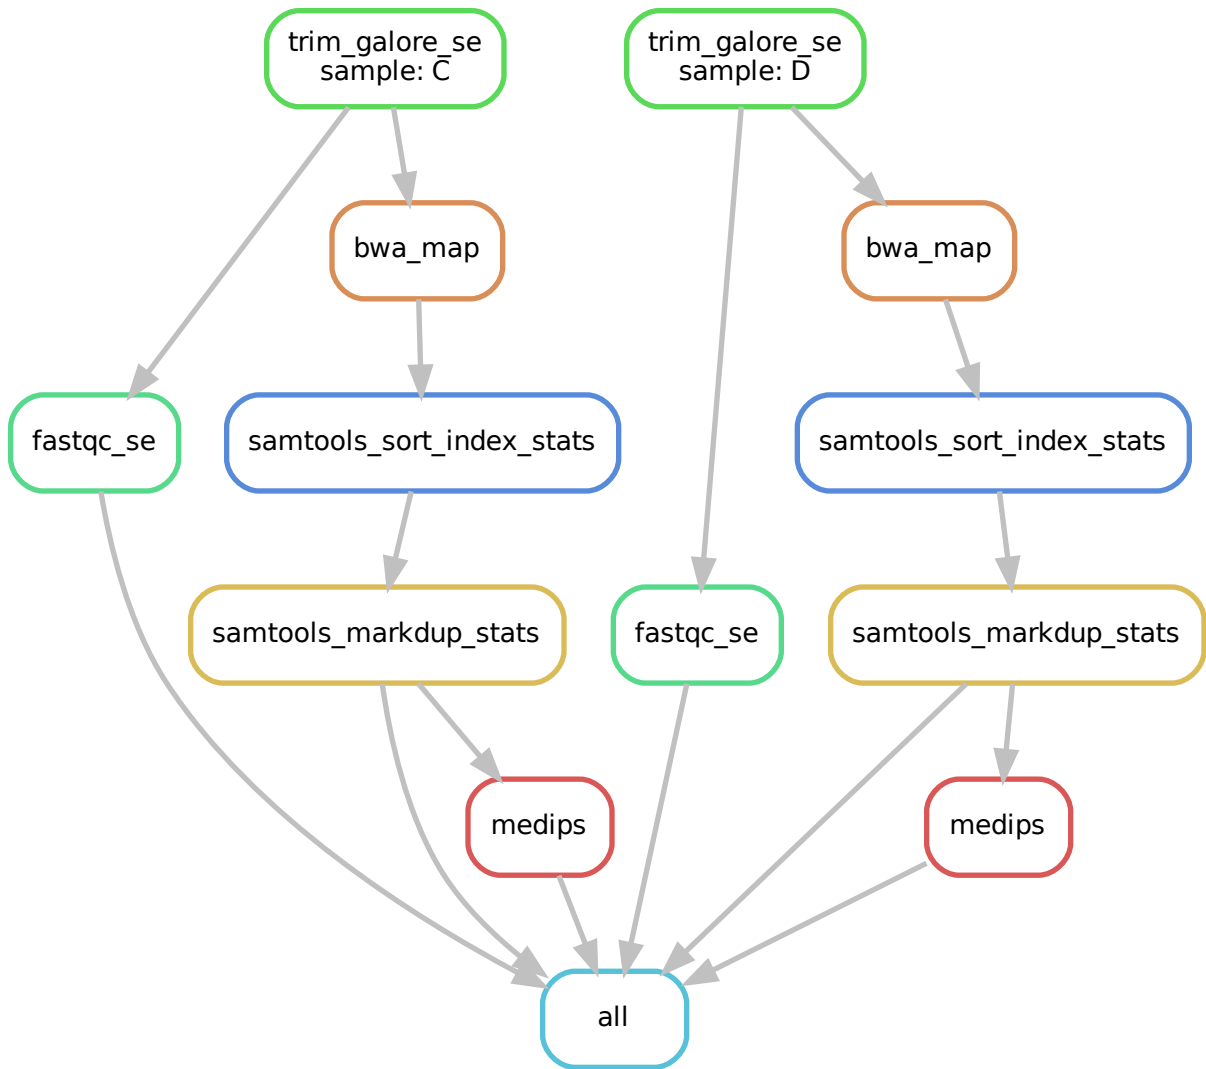 trim_galore_se
sample: C
trim_galore_se
sample: D
bwa_map
bwa_map
fastqc_se
samtools_sort_index_stats
samtools_sort_index_stats
samtools_markdup_stats
fastqc_se
samtools_markdup_stats
medips
medips
all